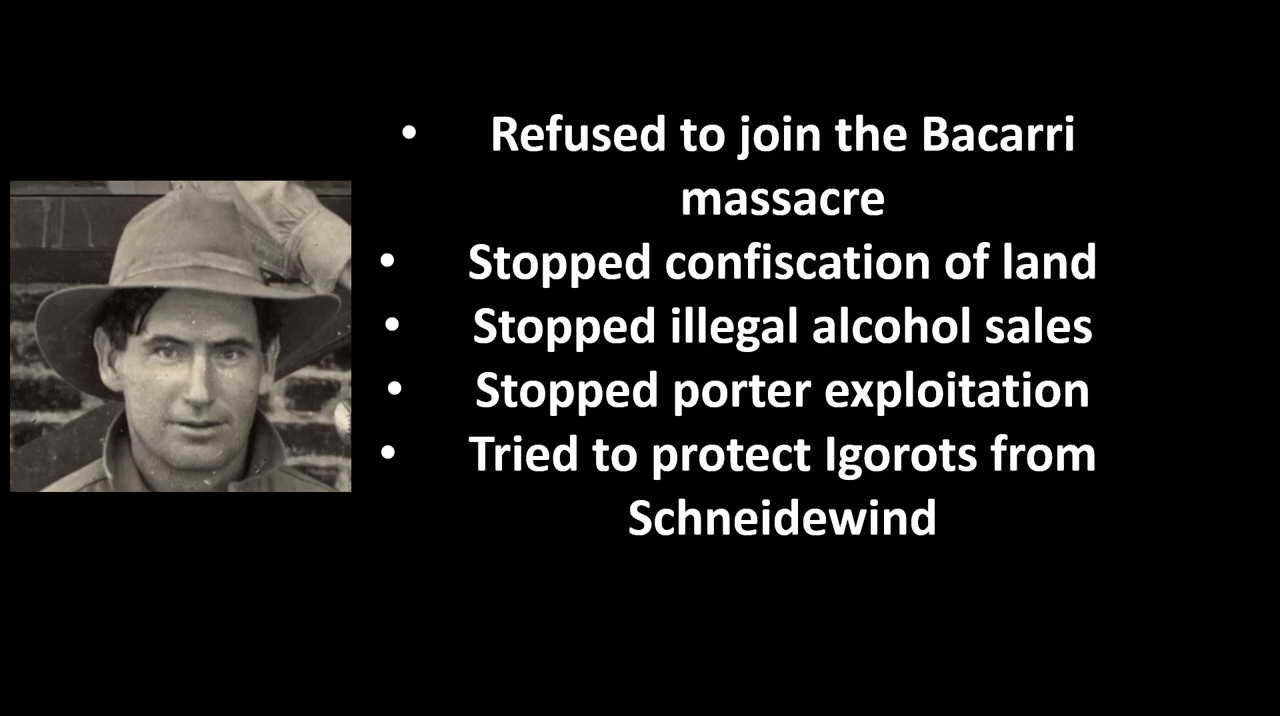 • Refused to join the Bacarri
massacre
• Stopped confiscation of land
• Stopped illegal alcohol sales
• Stopped porter exploitation
• Tried to protect Igorots from
Schneidewind